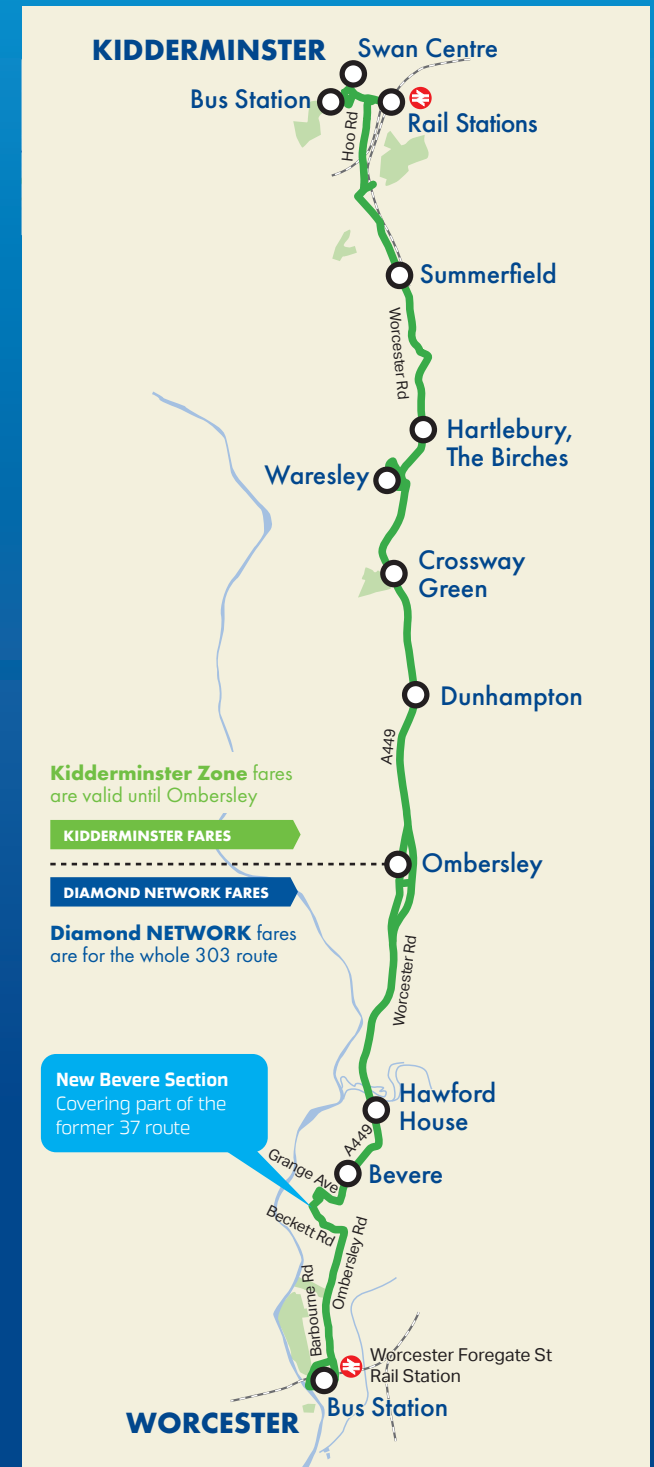 KIDDERMINSTER
Swan Centre
Bus Station
Rail Stations
Hoo Rd
Summerfield
Worcester Rd
Hartlebury,
The Birches
Waresley
Crossway
Green
Dunhampton
A449
Kidderminster Zone fares
are valid until Ombersley
KIDDERMINSTER FARES
Ombersley
DIAMOND NETWORK FARES
Diamond NETWORK fares
are for the whole 303 route
Worcester Rd
New Bevere Section
Covering part of the
former 37 route
Hawford
House
A449
Grange Ave
Bevere
Beckett Rd
Ombersley Rd
Barbourne Rd
Worcester Foregate St
Rail Station
Bus Station
WORCESTER